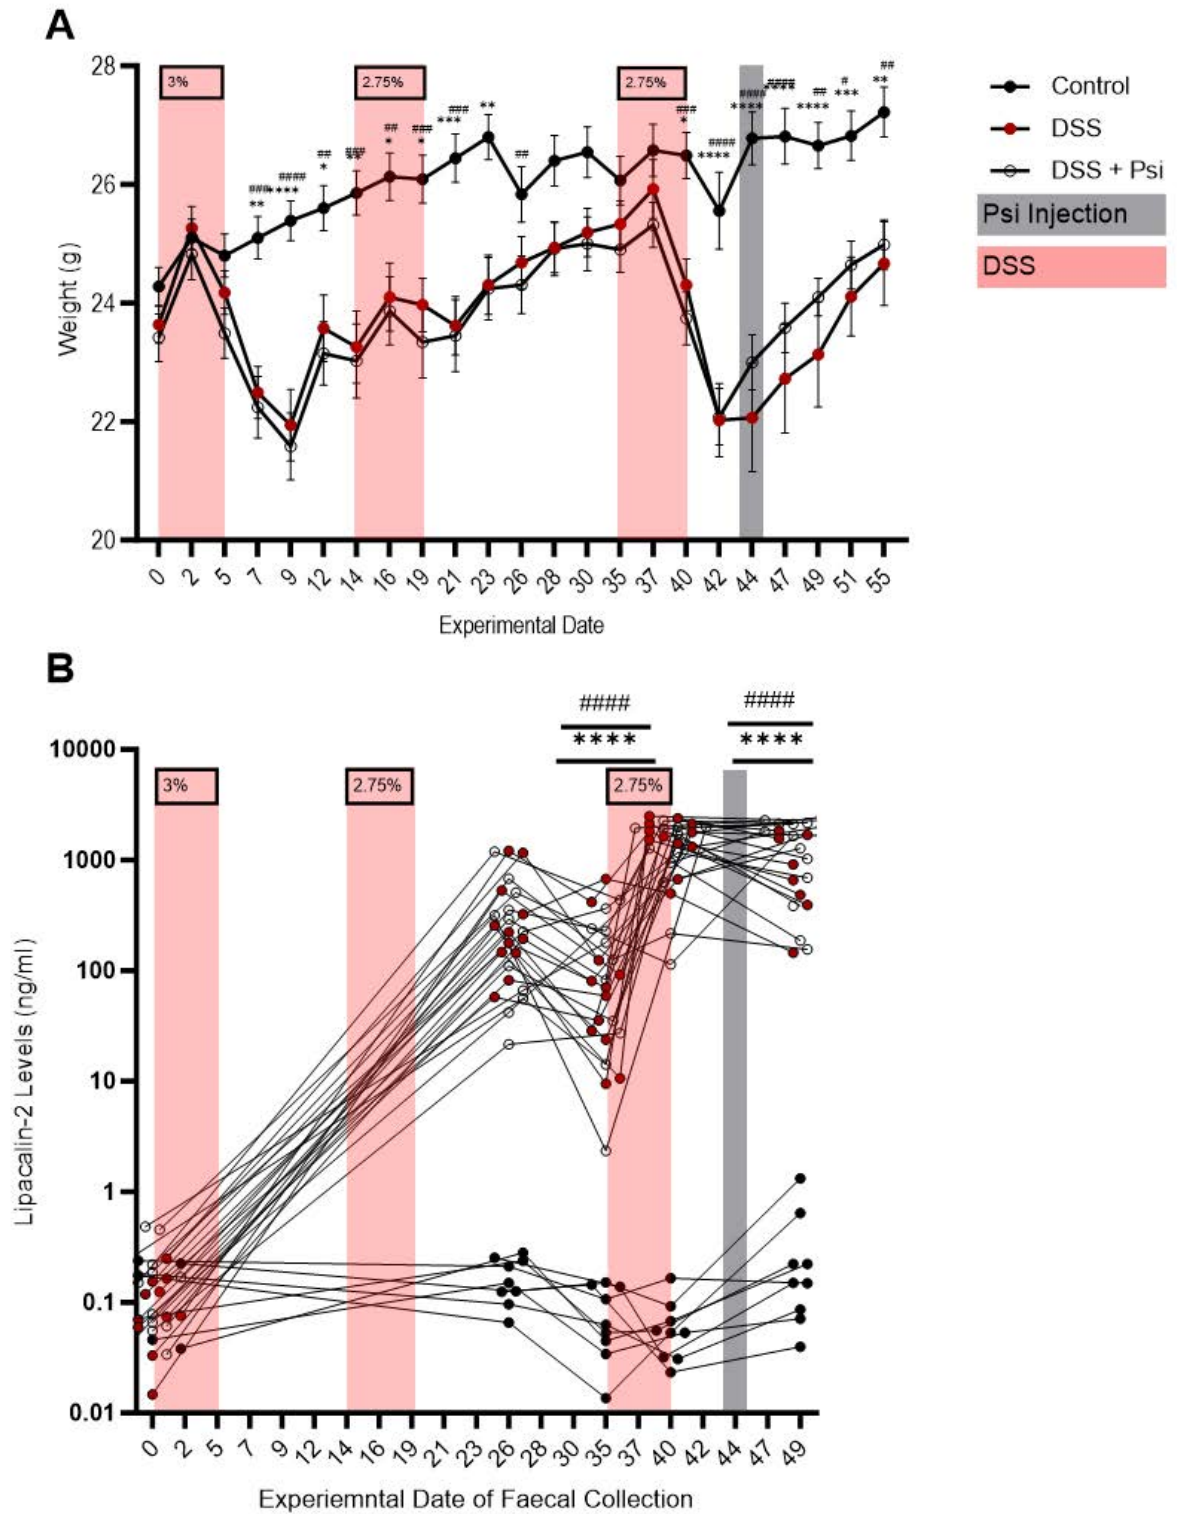 A
28
26
24
22
20
Weight (g)
3%
2.75%
2.75%
### ** #### **** ## * ### ** ## * ### * ### *** ** ## ### * #### **** #### **** #### **** ## **** # *** ## **
0 2 5 7 9 12 14 16 19 21 23 26 28 30 35 37 40 42 44 47 49 51 55
Experimental Date
Control
DSS
DSS + Psi
Psi Injection
DSS
B
#### ####
**** ****
10000
1000
100
10
1
0.1
0.01
Lipacalin-2 Levels (ng/ml)
3%
2.75%
2.75%
0 2 5 7 9 12 14 16 19 21 23 26 28 30 35 37 40 42 44 47 49
Experiemntal Date of Faecal Collection